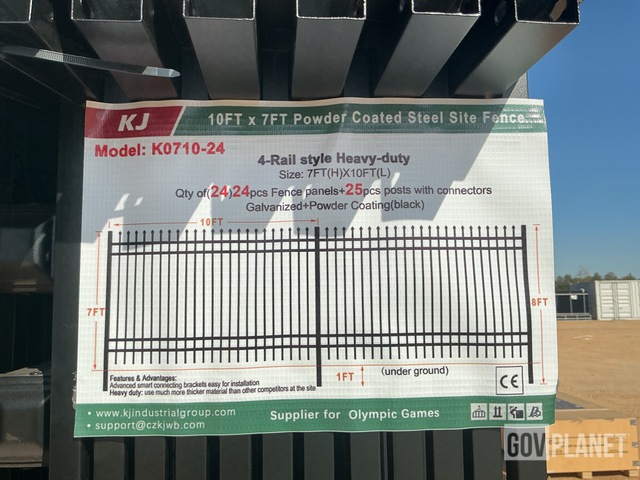 KJ
10FT x 7FT Powder Coated Steel Site Fence
Model: K0710-24
4-Rail style Heavy-duty
Size: 7FT(H)X10FT(L)
Qty of(24)24pcs Fence panels+25pcs posts with connectors
Galvanized+Powder Coating(black)
10FT
7FT
8FT
1FT
(under ground)
Features & Advantages:
Advanced smart connecting brackets easy for installation
Heavy duty: use much more thicker material than other competitors at the site
CE
• www.kjindustrialgroup.com
• support@czkjwb.com
Supplier for Olympic Games
GOVPLANET